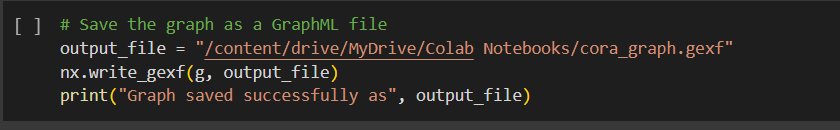 [ ] # Save the graph as a GraphML file
output_file = "/content/drive/MyDrive/Colab Notebooks/cora_graph.gexf"
nx.write_gexf(g, output_file)
print("Graph saved successfully as", output_file)